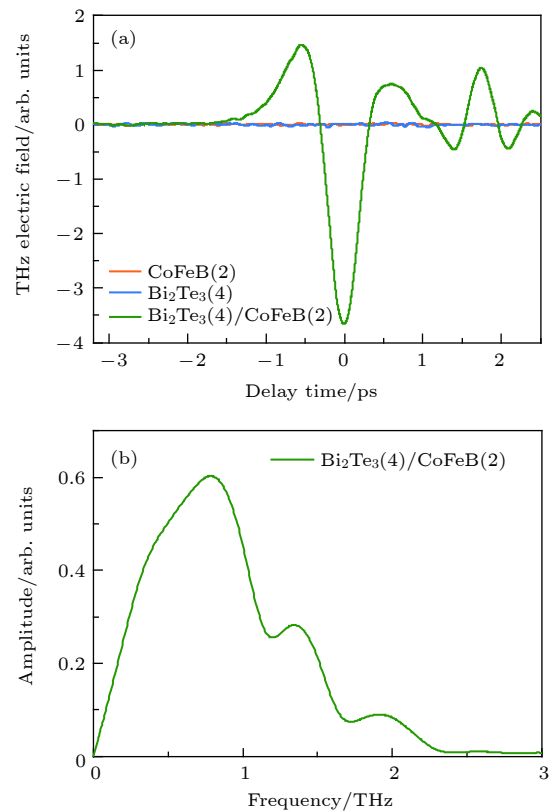 (a)
THz electric field/arb. units
1
0
−1
−2
−3
−4
CoFeB(2)
Bi₂Te₃(4)
Bi₂Te₃(4)/CoFeB(2)
−3 −2 −1 0 1 2
Delay time/ps
(b)
Bi₂Te₃(4)/CoFeB(2)
Amplitude/arb. units
0.6
0.4
0.2
0
0 1 2 3
Frequency/THz